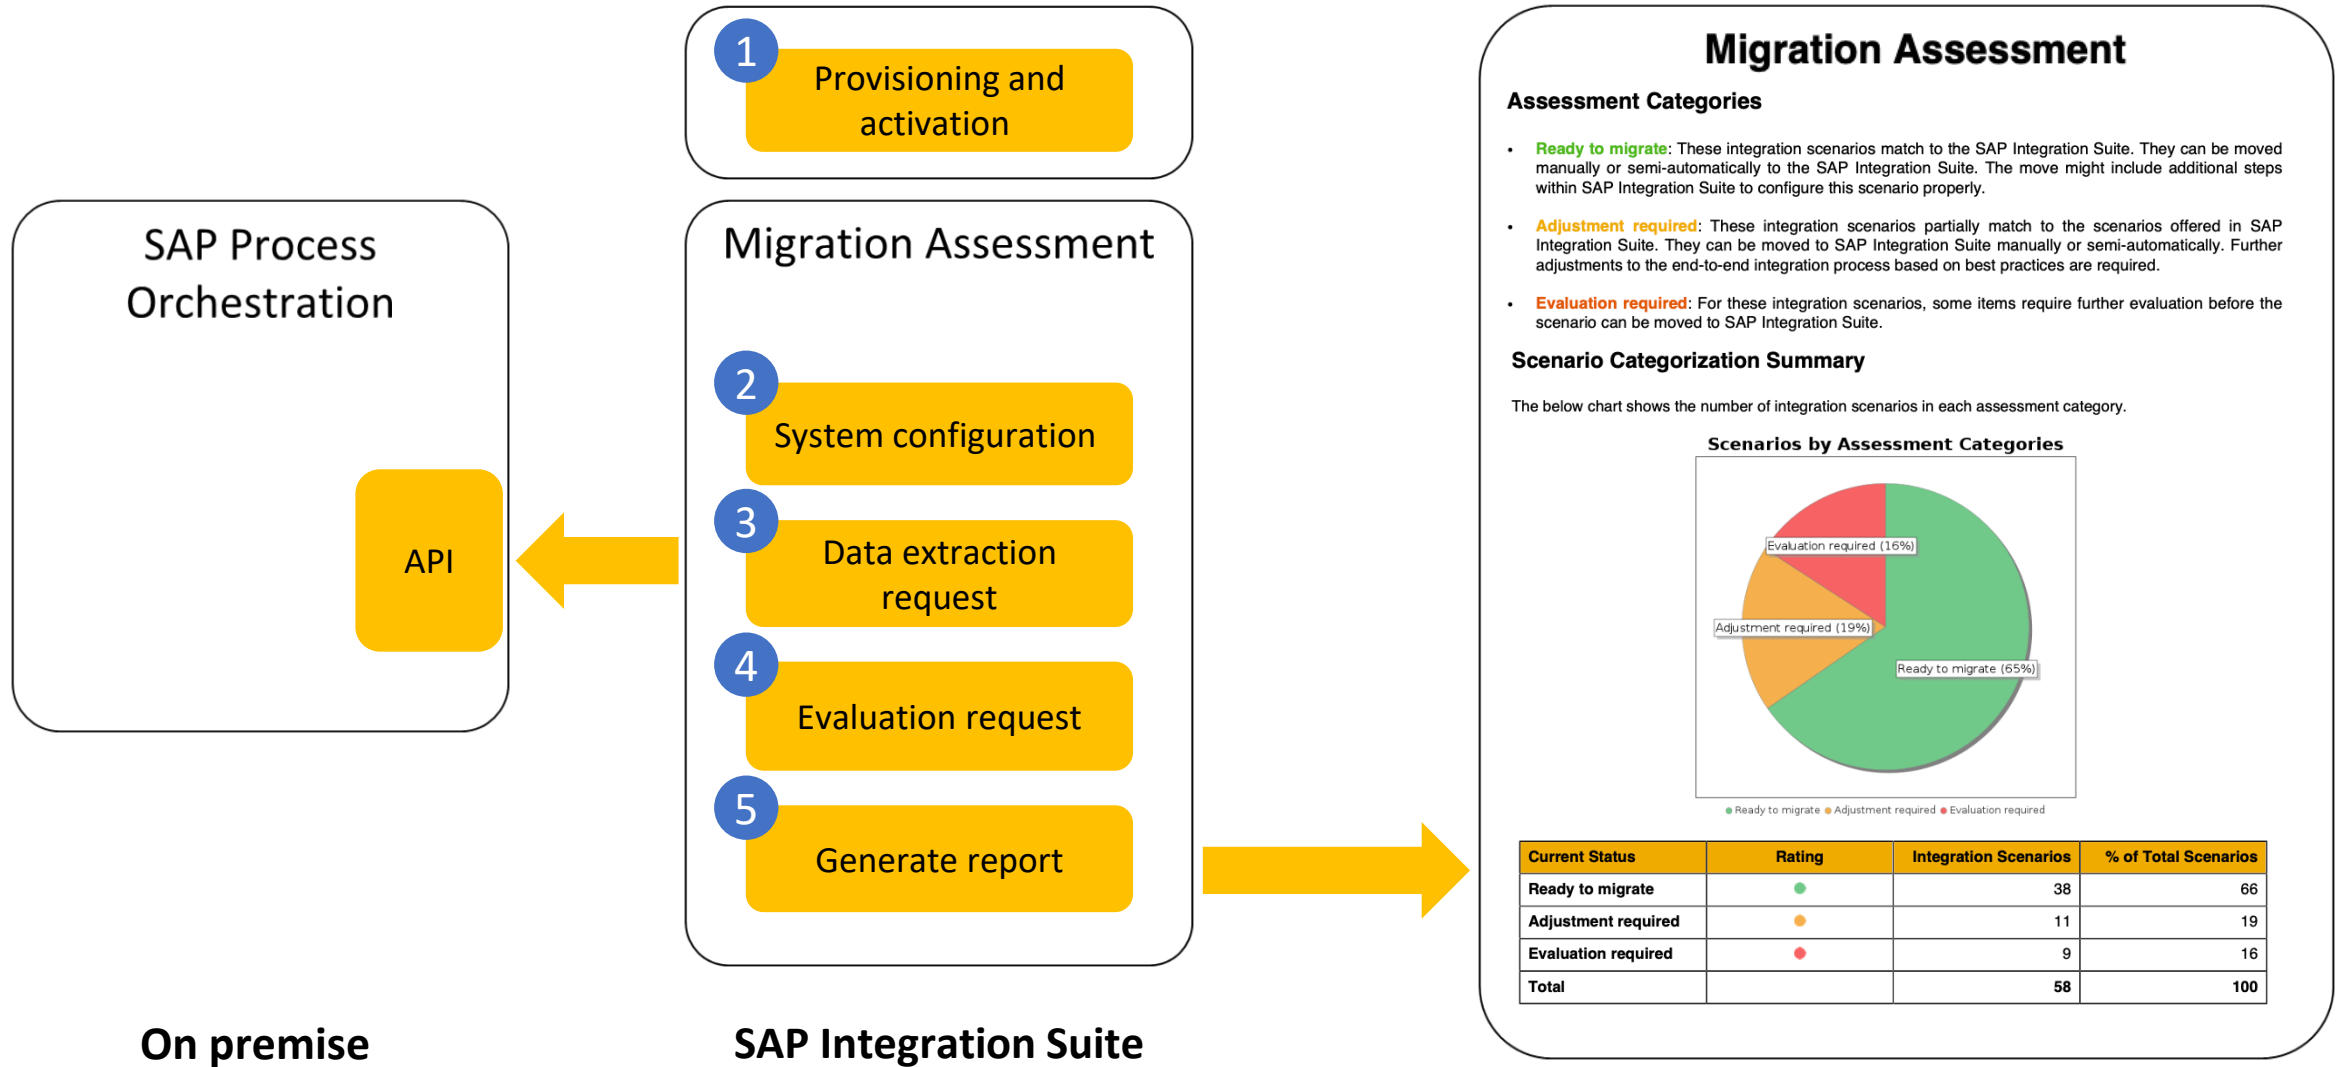 SAP Process
Orchestration
API
On premise
1
Provisioning and
activation
Migration Assessment
2
System configuration
3
Data extraction
request
4
Evaluation request
5
Generate report
SAP Integration Suite
Migration Assessment
Assessment Categories
• Ready to migrate: These integration scenarios match to the SAP Integration Suite. They can be moved
manually or semi-automatically to the SAP Integration Suite. The move might include additional steps
within SAP Integration Suite to configure this scenario properly.
• Adjustment required: These integration scenarios partially match to the scenarios offered in SAP
Integration Suite. They can be moved to SAP Integration Suite manually or semi-automatically. Further
adjustments to the end-to-end integration process based on best practices are required.
• Evaluation required: For these integration scenarios, some items require further evaluation before the
scenario can be moved to SAP Integration Suite.
Scenario Categorization Summary
The below chart shows the number of integration scenarios in each assessment category.
Scenarios by Assessment Categories
Evaluation required (16%)
Adjustment required (19%)
Ready to migrate (65%)
Ready to migrate Adjustment required Evaluation required
Current Status Rating Integration Scenarios % of Total Scenarios
Ready to migrate 38 66
Adjustment required 11 19
Evaluation required 9 16
Total 58 100